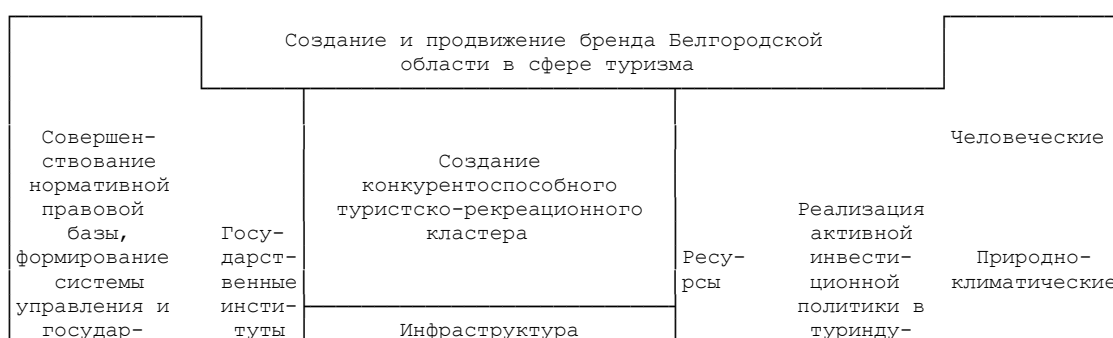 Создание и продвижение бренда Белгородской
области в сфере туризма
Совершен-
ствование
нормативной
правовой
базы,
формирование
системы
управления и
государ-
Госу-
дарст-
венные
инсти-
туты
Создание
конкурентоспособного
туристско-рекреационного
кластера
Инфраструктура
Ресу-
рсы
Реализация
активной
инвести-
ционной
политики в
туринду-
Человеческие
Природно-
климатические